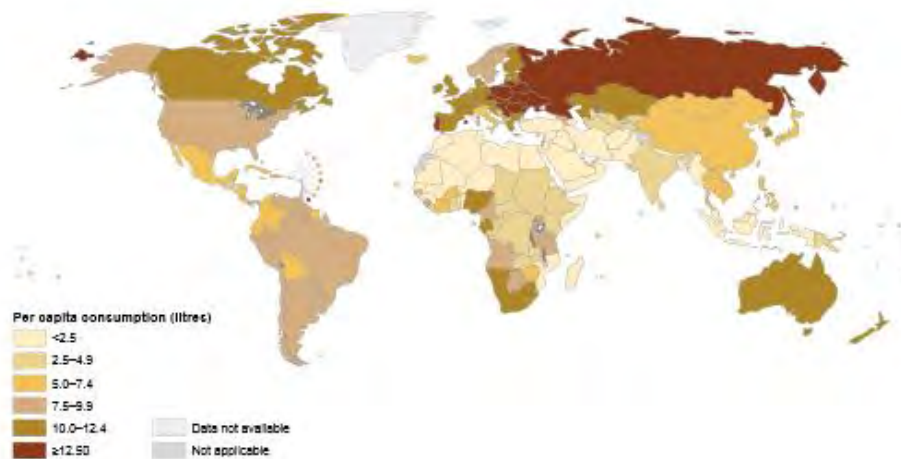 Per capita consumption (litres)
<2.5
2.5–4.9
5.0–7.4
7.5–9.9
10.0–12.4
≥12.50
Data not available
Not applicable